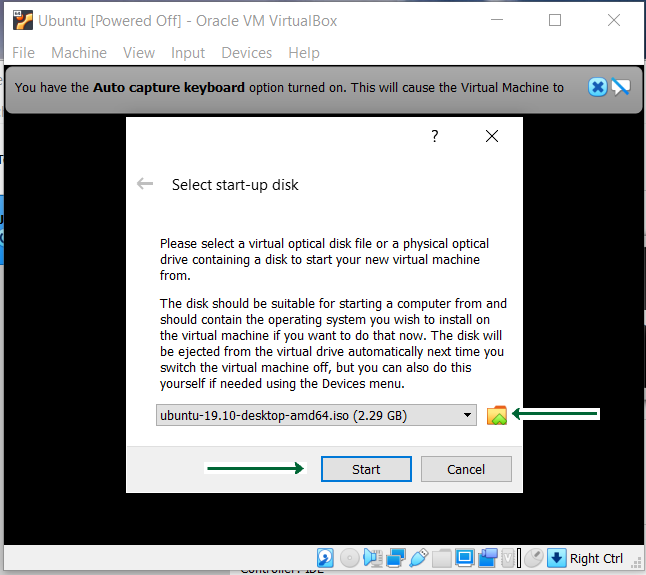 Ubuntu [Powered Off] - Oracle VM VirtualBox
File Machine View Input Devices Help
You have the Auto capture keyboard option turned on. This will cause the Virtual Machine to
?
Select start-up disk
Please select a virtual optical disk file or a physical optical
drive containing a disk to start your new virtual machine
from.
The disk should be suitable for starting a computer from and
should contain the operating system you wish to install on
the virtual machine if you want to do that now. The disk will
be ejected from the virtual drive automatically next time you
switch the virtual machine off, but you can also do this
yourself if needed using the Devices menu.
ubuntu-19.10-desktop-amd64.iso (2.29 GB)
Start Cancel
Right Ctrl